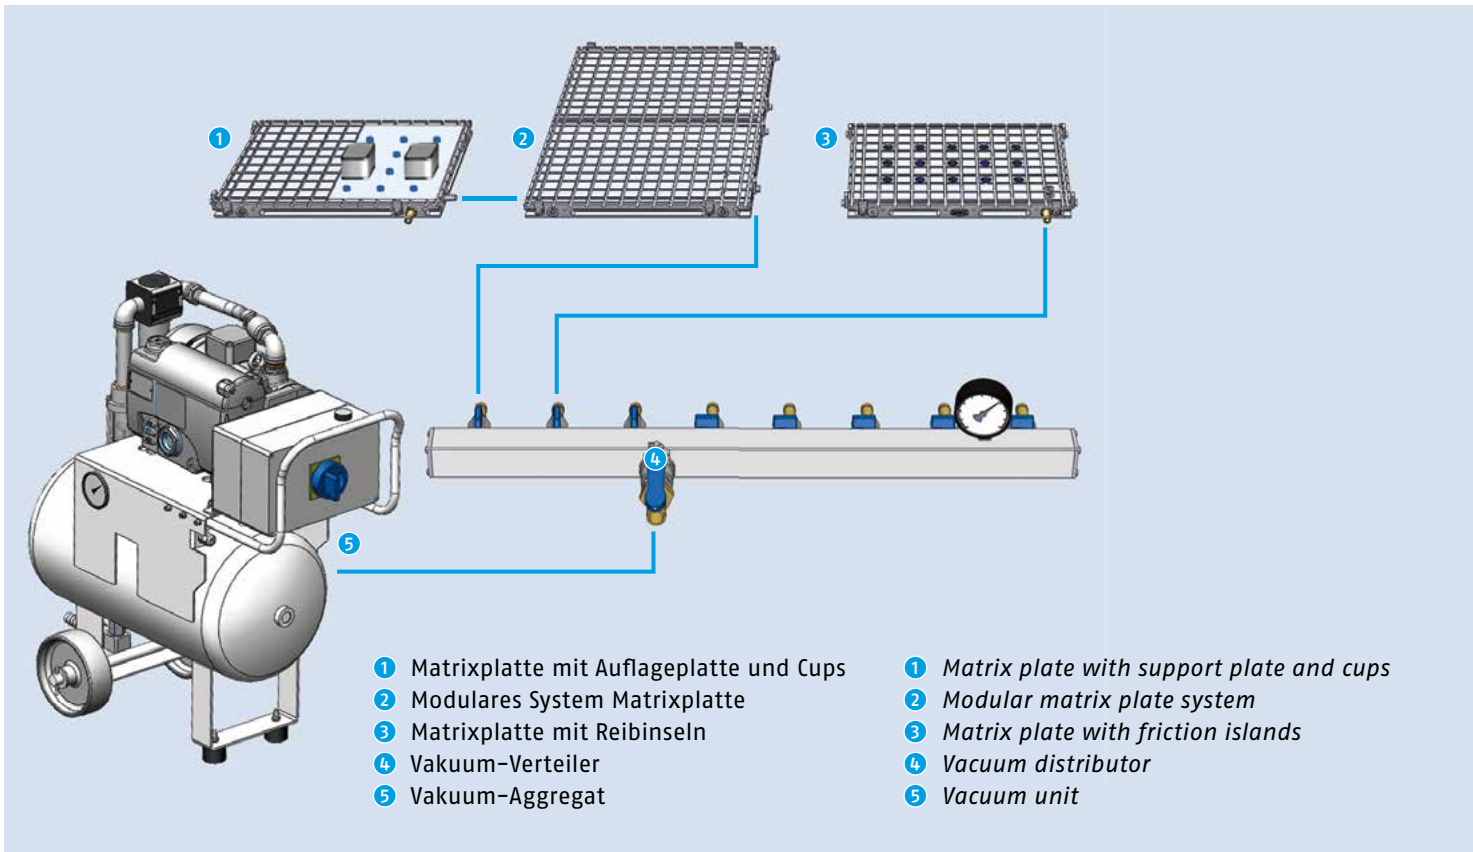 1
2
3
4
5
1 Matrixplatte mit Auflageplatte und Cups
2 Modulares System Matrixplatte
3 Matrixplatte mit Reibinseln
4 Vakuum-Verteiler
5 Vakuum-Aggregat
1 Matrix plate with support plate and cups
2 Modular matrix plate system
3 Matrix plate with friction islands
4 Vacuum distributor
5 Vacuum unit